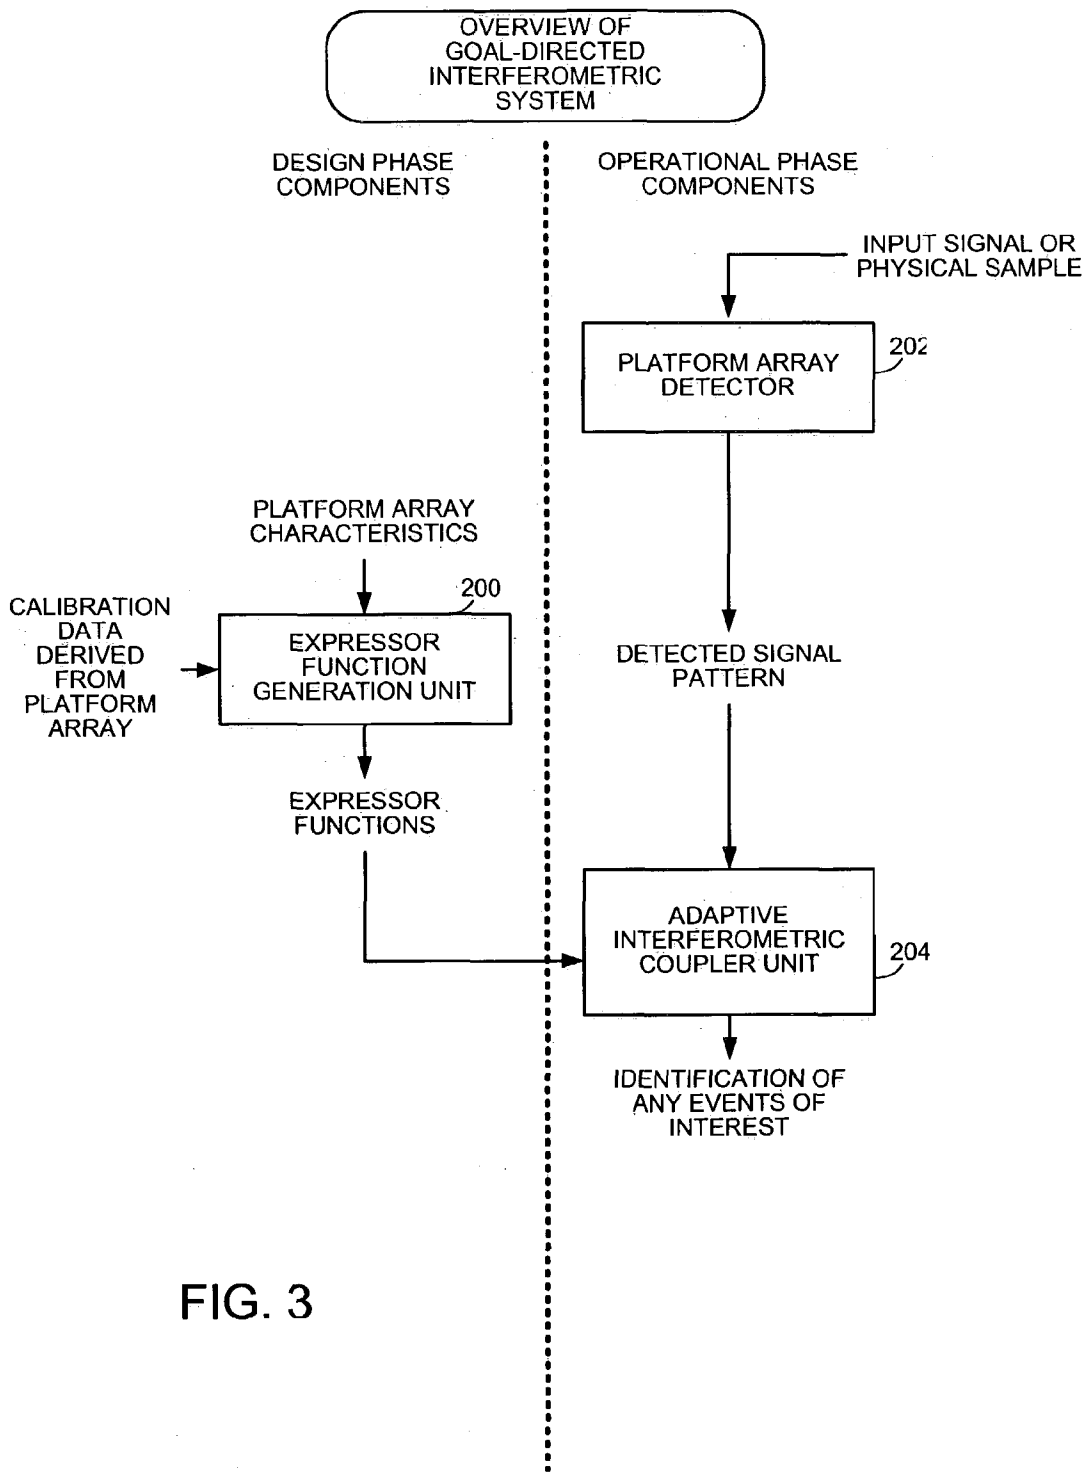 OVERVIEW OF
GOAL-DIRECTED
INTERFEROMETRIC
SYSTEM
DESIGN PHASE
COMPONENTS
OPERATIONAL PHASE
COMPONENTS
INPUT SIGNAL OR
PHYSICAL SAMPLE
PLATFORM ARRAY
DETECTOR
202
PLATFORM ARRAY
CHARACTERISTICS
200
CALIBRATION
DATA
DERIVED
FROM
PLATFORM
ARRAY
EXPRESSOR
FUNCTION
GENERATION UNIT
DETECTED SIGNAL
PATTERN
EXPRESSOR
FUNCTIONS
ADAPTIVE
INTERFEROMETRIC
COUPLER UNIT
204
IDENTIFICATION OF
ANY EVENTS OF
INTEREST
FIG. 3